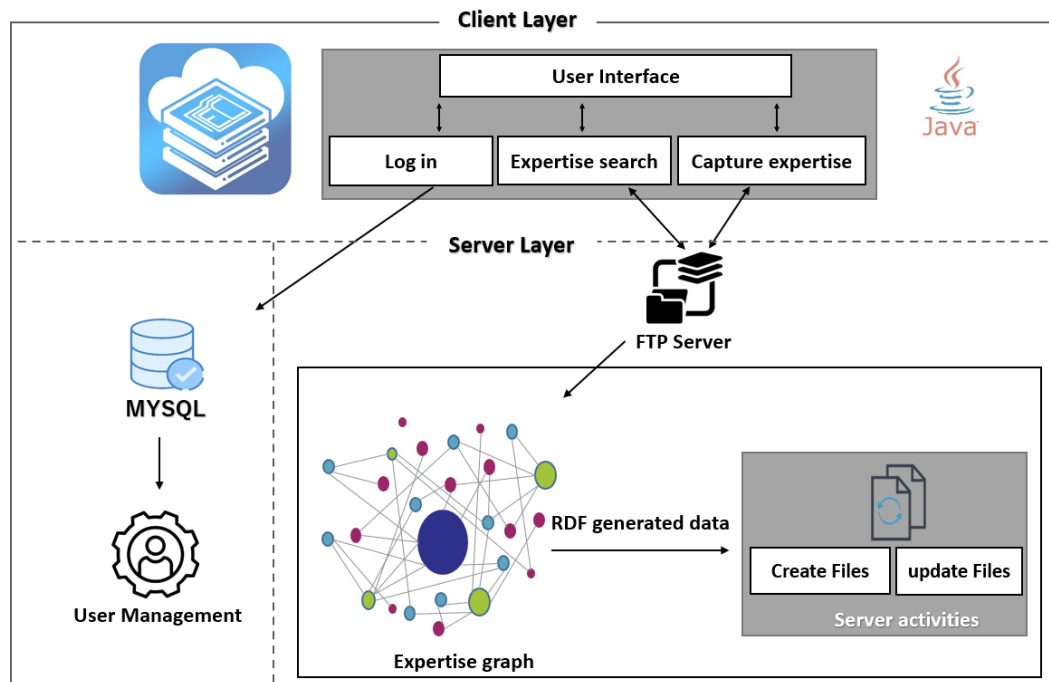 Client Layer
User Interface
Java
Log in
Expertise search
Capture expertise
Server Layer
FTP Server
MYSQL
RDF generated data
Create Files
update Files
User Management
Server activities
Expertise graph